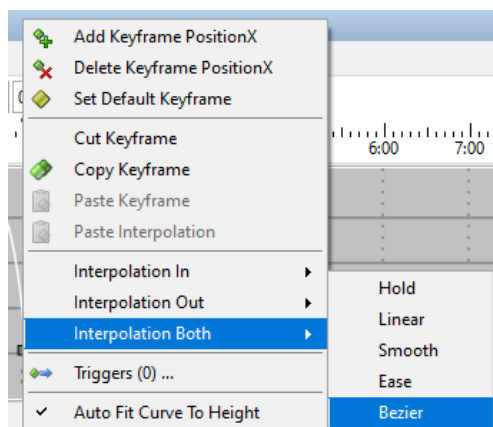 Add Keyframe PositionX
Delete Keyframe PositionX
Set Default Keyframe
Cut Keyframe
Copy Keyframe
Paste Keyframe
Paste Interpolation
Interpolation In
Interpolation Out
Interpolation Both
Triggers (0) ...
Auto Fit Curve To Height
6:00 7:00
Hold
Linear
Smooth
Ease
Bezier